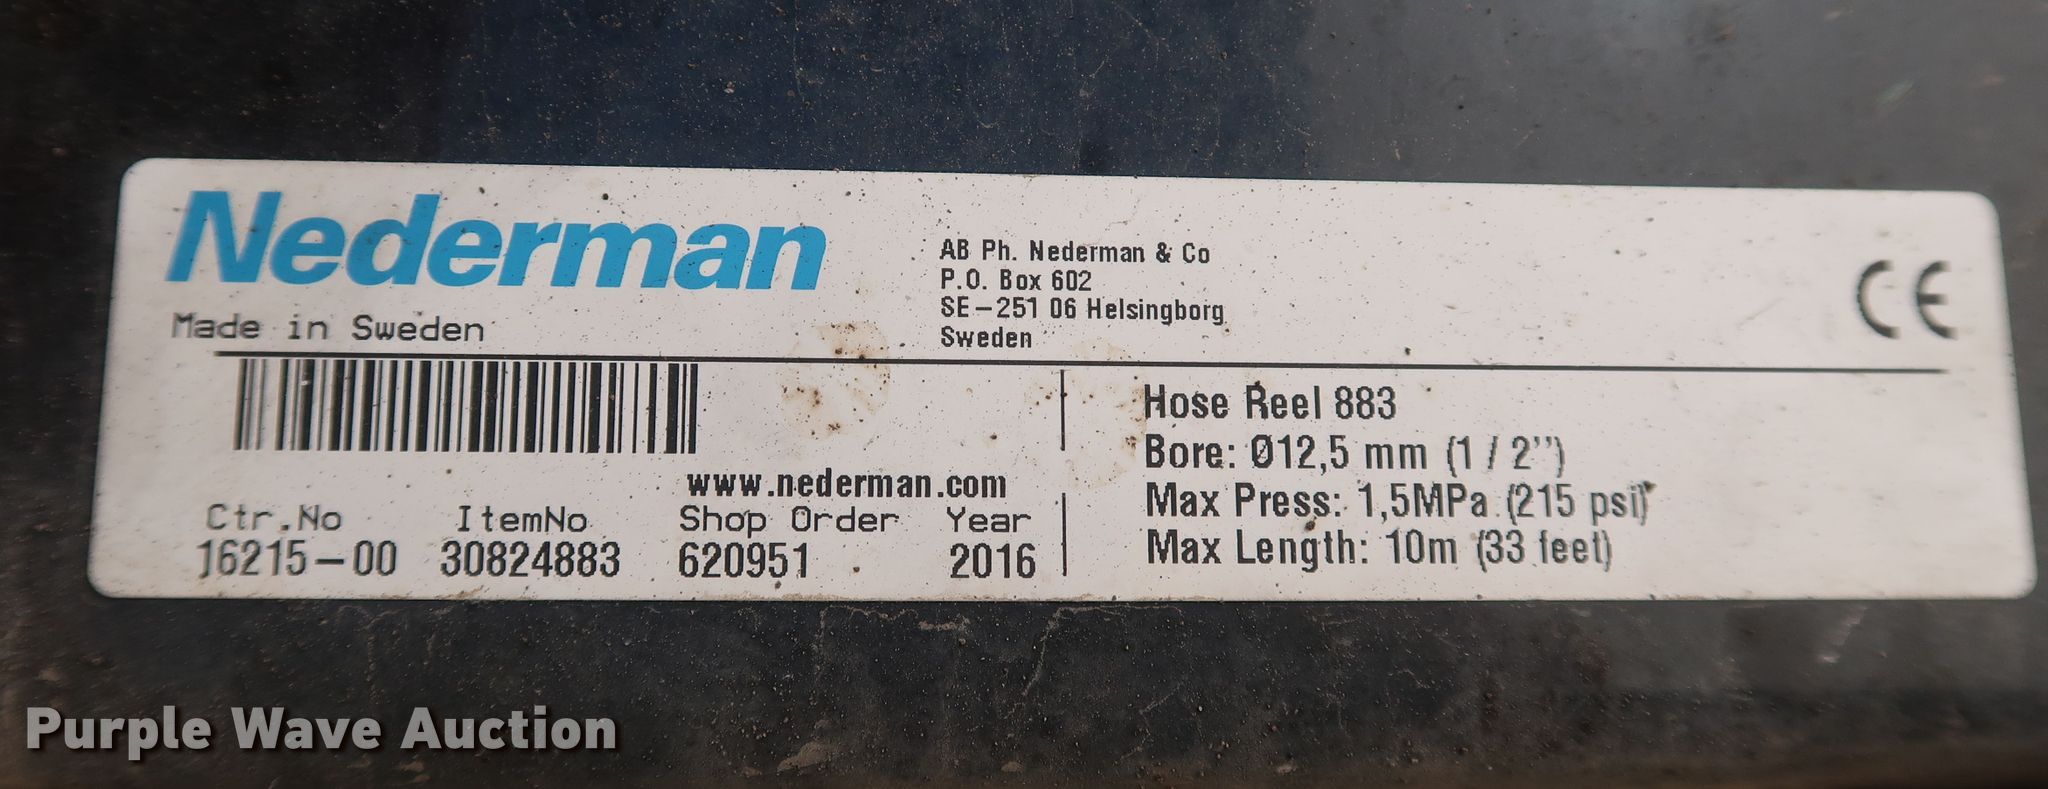 Nederman
Made in Sweden
AB Ph. Nederman & Co
P.O. Box 602
SE-251 06 Helsingborg
Sweden
CE
www.nederman.com
Ctr.No ItemNo Shop Order Year
16215-00 30824883 620951 2016
Hose Reel 883
Bore: Ø12,5 mm (1 / 2'')
Max Press: 1,5MPa (215 psi)
Max Length: 10m (33 feet)
Purple Wave Auction